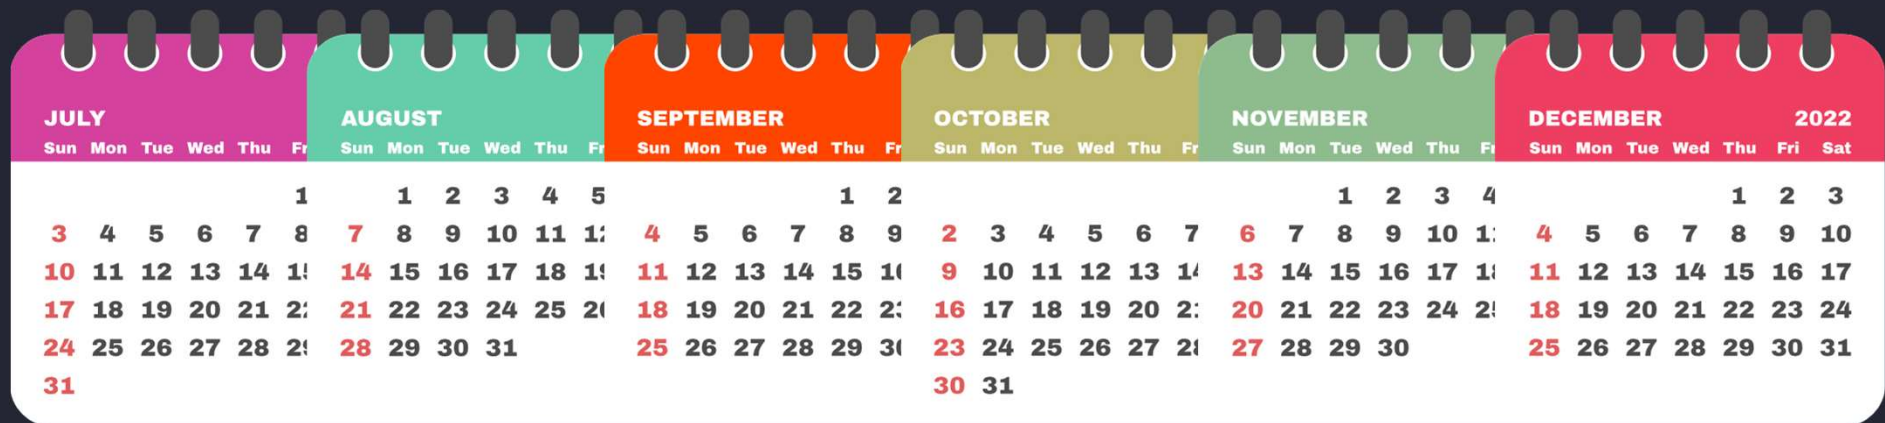 JULY
Sun Mon Tue Wed Thu
1
3 4 5 6 7 8
10 11 12 13 14
17 18 19 20 21
24 25 26 27 28
31
AUGUST
Sun Mon Tue Wed Thu
1 2 3 4 5
7 8 9 10 11
14 15 16 17 18
21 22 23 24 25
28 29 30 31
SEPTEMBER
Sun Mon Tue Wed Thu
1 2
4 5 6 7 8 9
11 12 13 14 15
18 19 20 21 22
25 26 27 28 29
OCTOBER
Sun Mon Tue Wed Thu
2 3 4 5 6 7
9 10 11 12 13
16 17 18 19 20
23 24 25 26 27
30 31
NOVEMBER
Sun Mon Tue Wed Thu
1 2 3 4
6 7 8 9 10
13 14 15 16 17
20 21 22 23 24
27 28 29 30
DECEMBER 2022
Sun Mon Tue Wed Thu Fri Sat
1 2 3
4 5 6 7 8 9 10
11 12 13 14 15 16 17
18 19 20 21 22 23 24
25 26 27 28 29 30 31